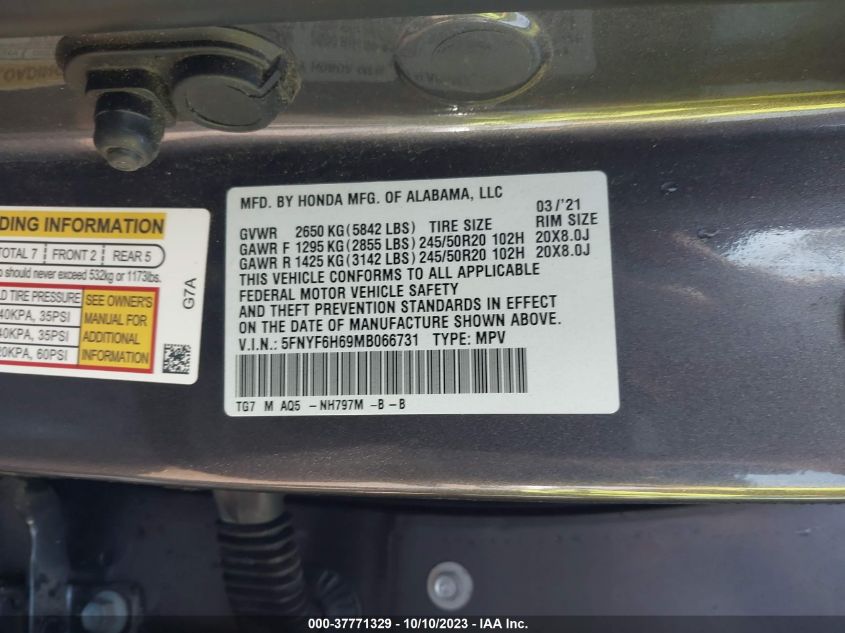 MFD. BY HONDA MFG. OF ALABAMA, LLC 03/'21
GVWR 2650 KG(5842 LBS) TIRE SIZE RIM SIZE
GAWR F 1295 KG(2855 LBS) 245/50R20 102H 20X8.0J
GAWR R 1425 KG(3142 LBS) 245/50R20 102H 20X8.0J
THIS VEHICLE CONFORMS TO ALL APPLICABLE
FEDERAL MOTOR VEHICLE SAFETY
AND THEFT PREVENTION STANDARDS IN EFFECT
ON THE DATE OF MANUFACTURE SHOWN ABOVE.
V.I.N.: 5FNYF6H69MB066731 TYPE: MPV
TG7 M AQ5 -NH797M -B-B
INFORMATION
TOTAL 7 FRONT 2 REAR 5
should never exceed 532kg or 1173lbs.
TIRE PRESSURE SEE OWNER'S
35PSI MANUAL FOR
35PSI ADDITIONAL
60PSI INFORMATION
G7A
000-37771329 - 10/10/2023 - IAA Inc.